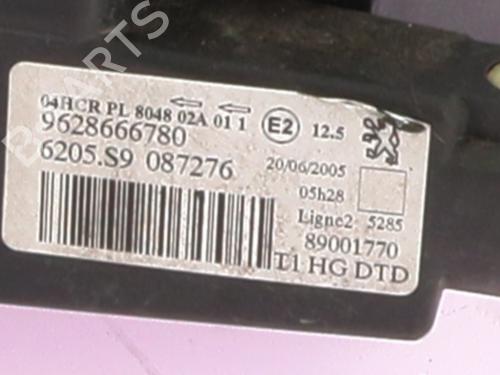 PARTS
04HCR PL 8048 02A 01 1 E2 12.5
9628666780
6205.S9 087276
20/06/2005
05h28
Ligne2 5285
89001770
T1 HG DTD